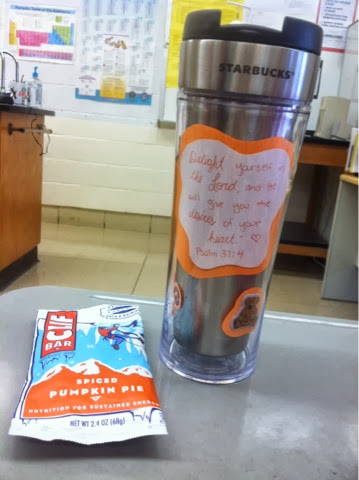 STARBUCKS
Delight yourself in
the Lord, and he
will give you the
desires of your
heart." ♡
Psalm 37:4
CLIF
BAR
SPICED
PUMPKIN PIE
NUTRITION FOR SUSTAINED ENERGY
NET WT 2.4 OZ (68g)